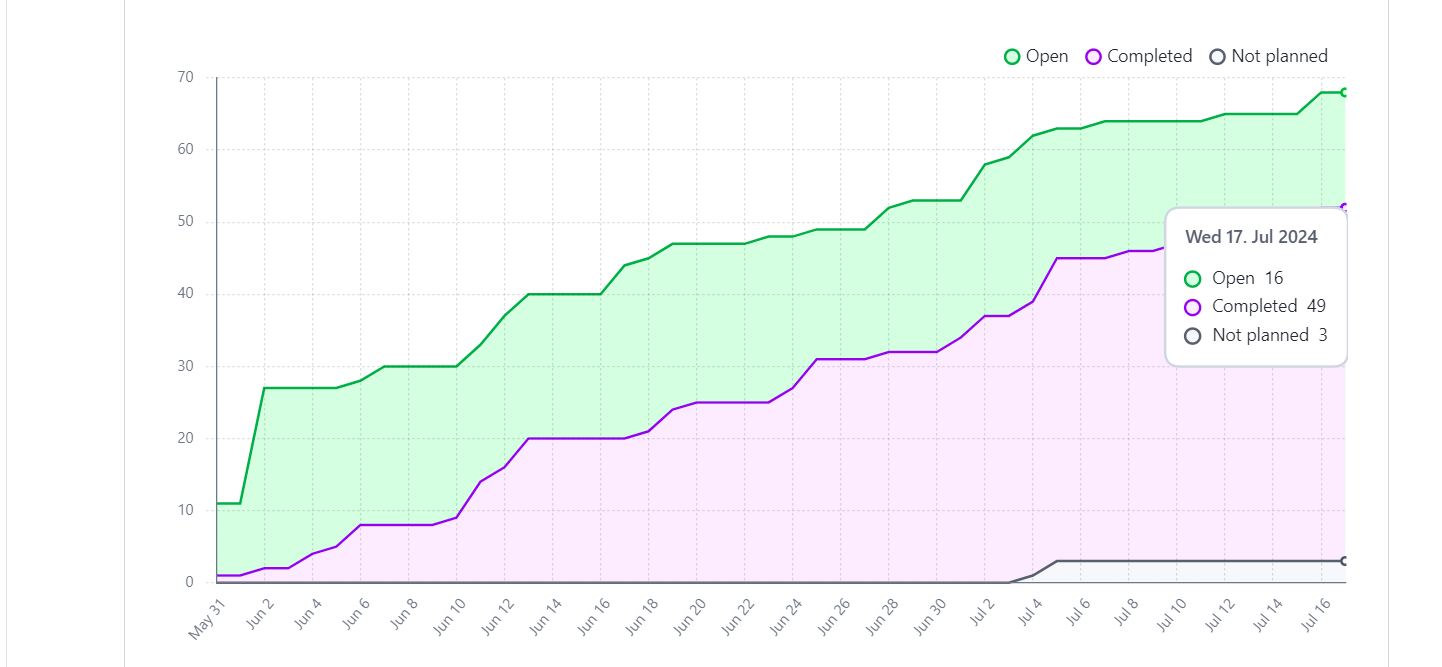 Open Completed Not planned
70
60
50
40
30
20
10
0
Wed 17. Jul 2024
Open 16
Completed 49
Not planned 3
May 31 Jun 2 Jun 4 Jun 6 Jun 8 Jun 10 Jun 12 Jun 14 Jun 16 Jun 18 Jun 20 Jun 22 Jun 24 Jun 26 Jun 28 Jun 30 Jul 2 Jul 4 Jul 6 Jul 8 Jul 10 Jul 12 Jul 14 Jul 16